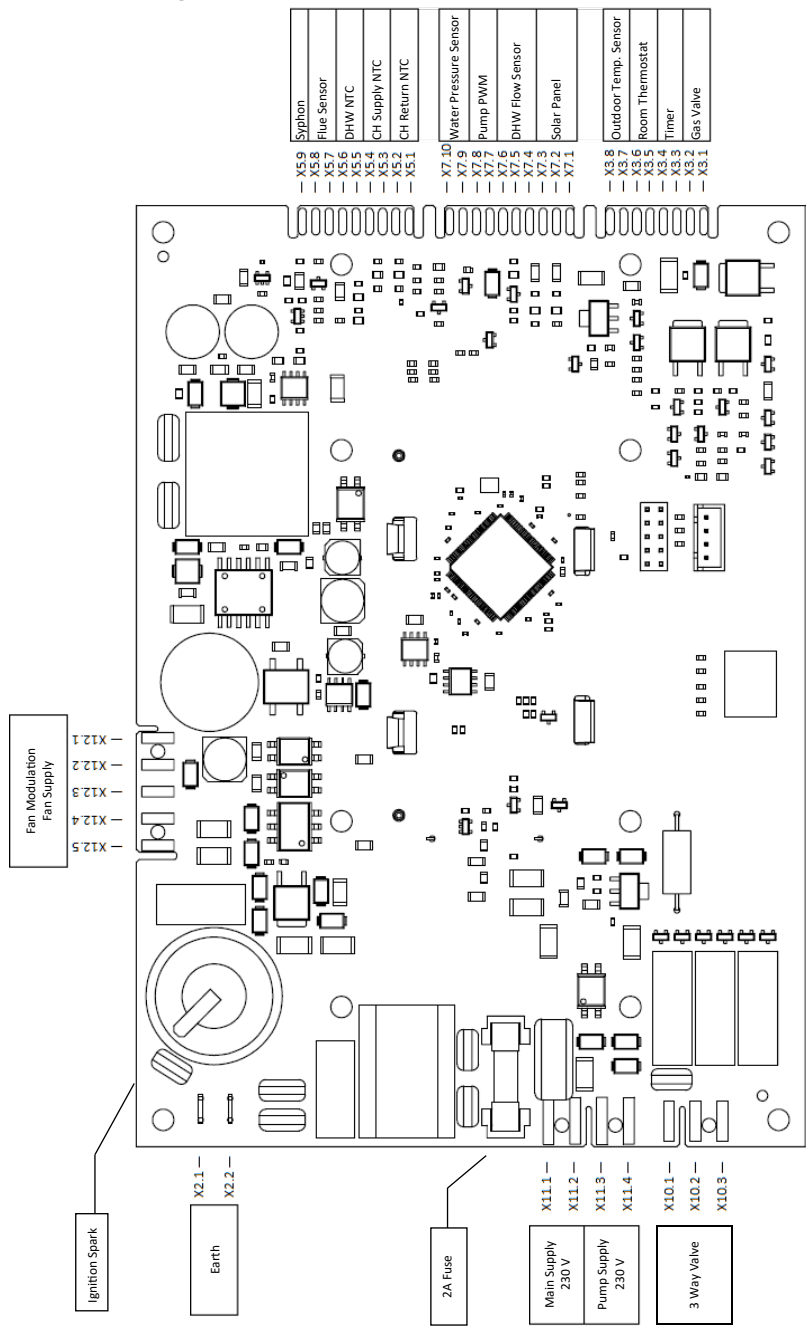 Syphon
Flue Sensor
DHW NTC
CH Supply NTC
CH Return NTC
X5.9
X5.8
X5.7
X5.6
X5.5
X5.4
X5.3
X5.2
X5.1
Water Pressure Sensor
Pump PWM
DHW Flow Sensor
Solar Panel
X7.10
X7.9
X7.8
X7.7
X7.6
X7.5
X7.4
X7.3
X7.2
X7.1
Outdoor Temp. Sensor
Room Thermostat
Timer
Gas Valve
X3.8
X3.7
X3.6
X3.5
X3.4
X3.3
X3.2
X3.1
Fan Modulation
Fan Supply
X12.1
X12.2
X12.3
X12.4
X12.5
Ignition Spark
X2.1
X2.2
Earth
2A Fuse
X11.1
X11.2
X11.3
X11.4
Main Supply
230 V
Pump Supply
230 V
X10.1
X10.2
X10.3
3 Way Valve